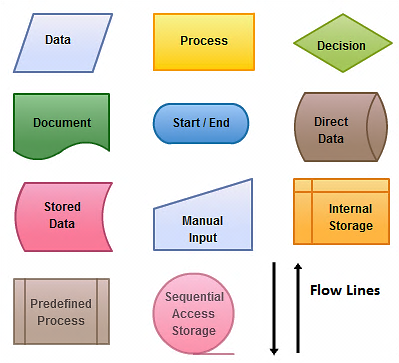 Data
Process
Decision
Document
Start / End
Direct
Data
Stored
Data
Manual
Input
Internal
Storage
Predefined
Process
Sequential
Access
Storage
Flow Lines